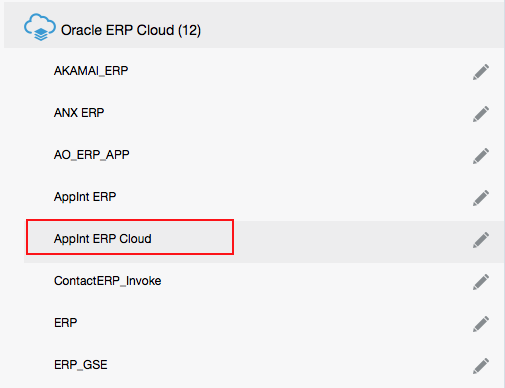 Oracle ERP Cloud (12)
AKAMAI_ERP
ANX ERP
AO_ERP_APP
AppInt ERP
AppInt ERP Cloud
ContactERP_Invoke
ERP
ERP_GSE